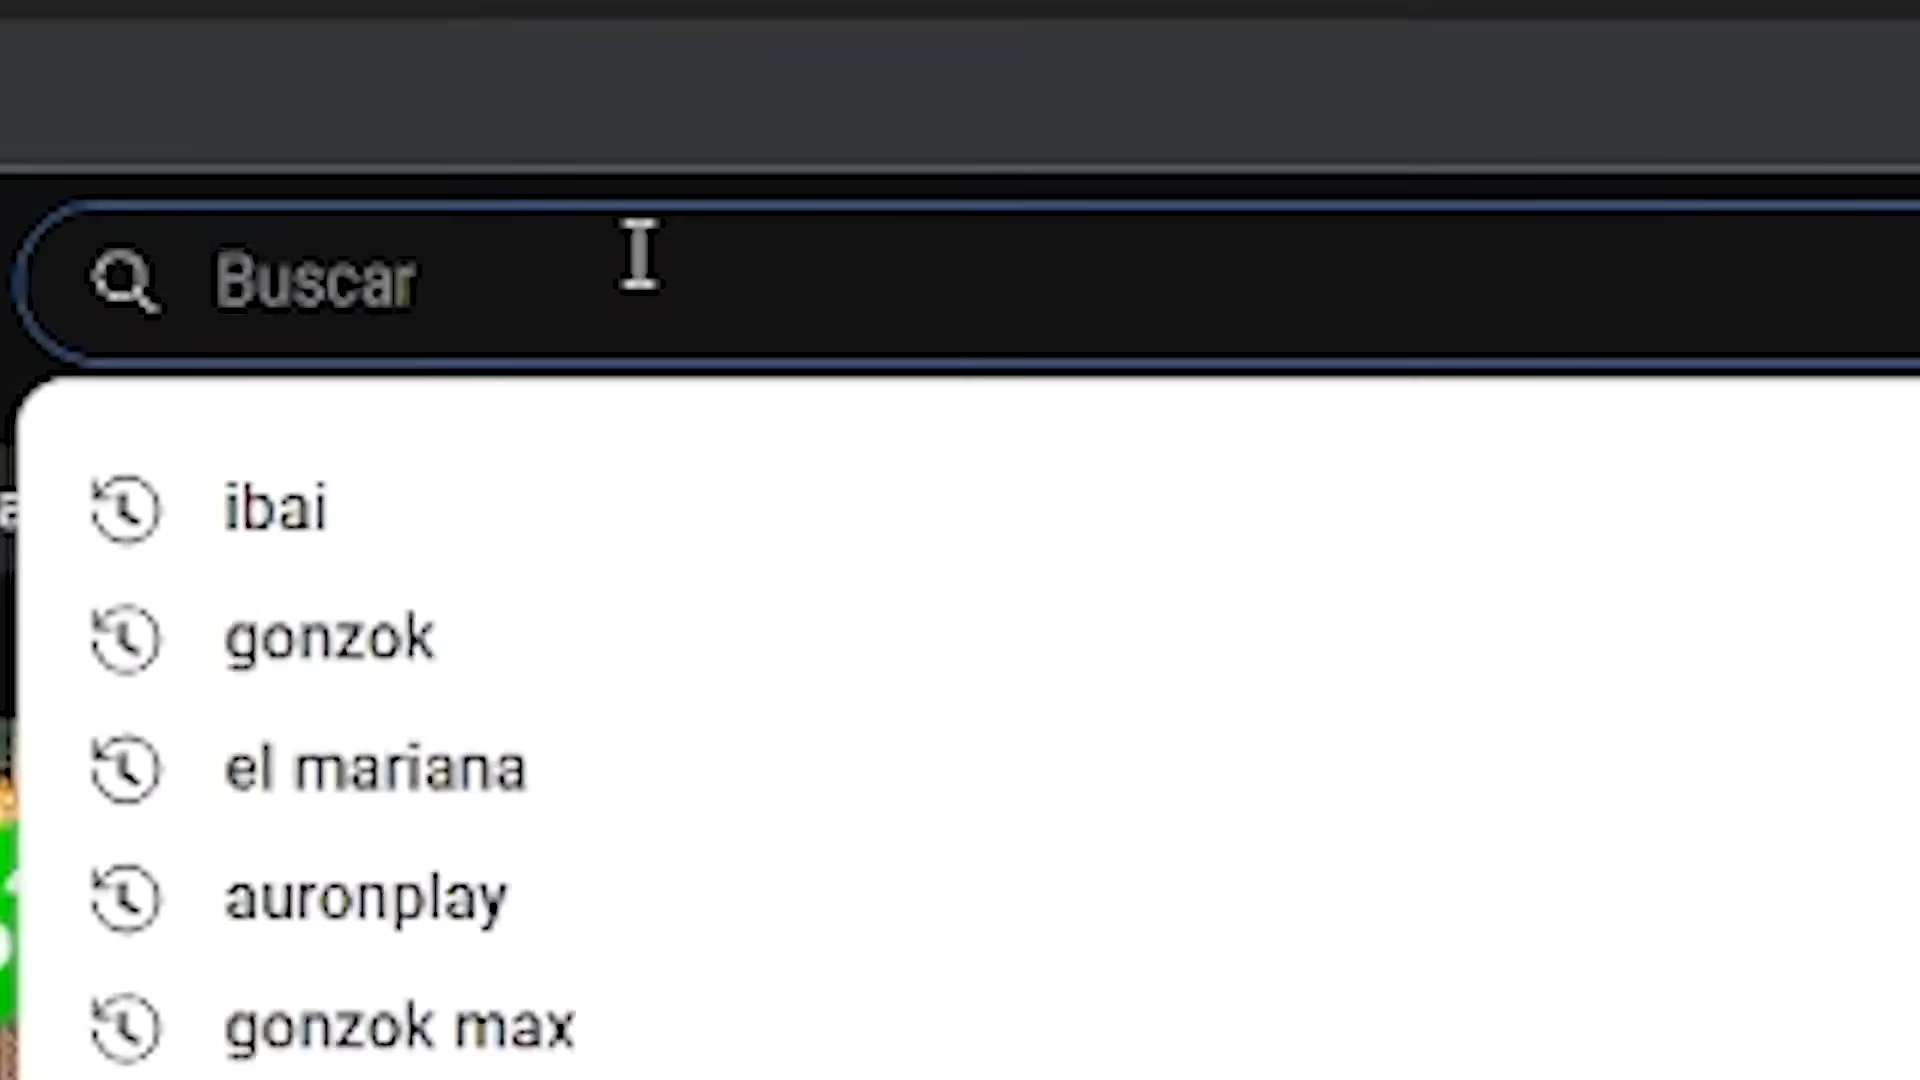 Buscar
ibai
gonzok
el mariana
auronplay
gonzok max